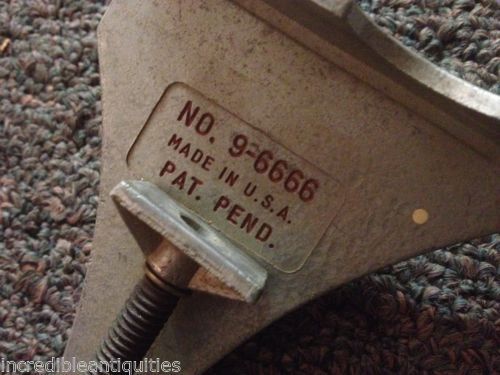 NO. 9-6666
MADE IN U.S.A.
PAT. PEND.
incredibleantiquities